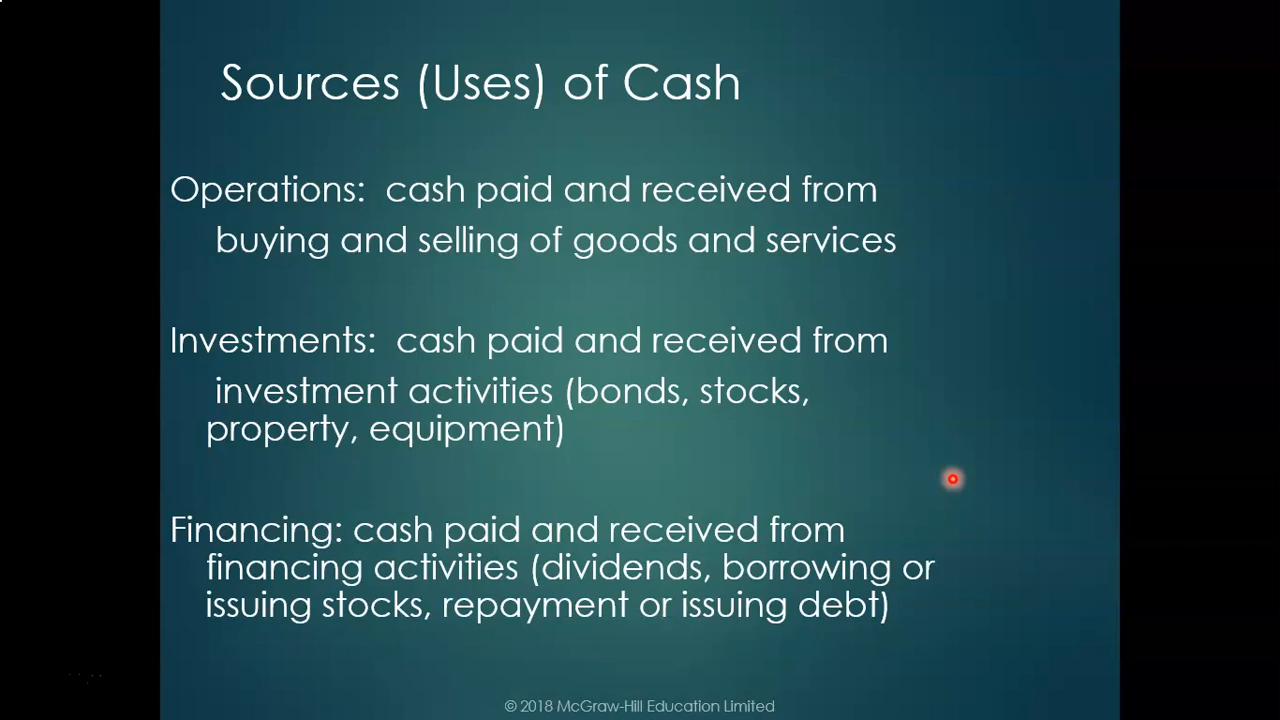 Sources (Uses) of Cash
Operations: cash paid and received from
buying and selling of goods and services
Investments: cash paid and received from
investment activities (bonds, stocks,
property, equipment)
Financing: cash paid and received from
financing activities (dividends, borrowing or
issuing stocks, repayment or issuing debt)
© 2018 McGraw-Hill Education Limited